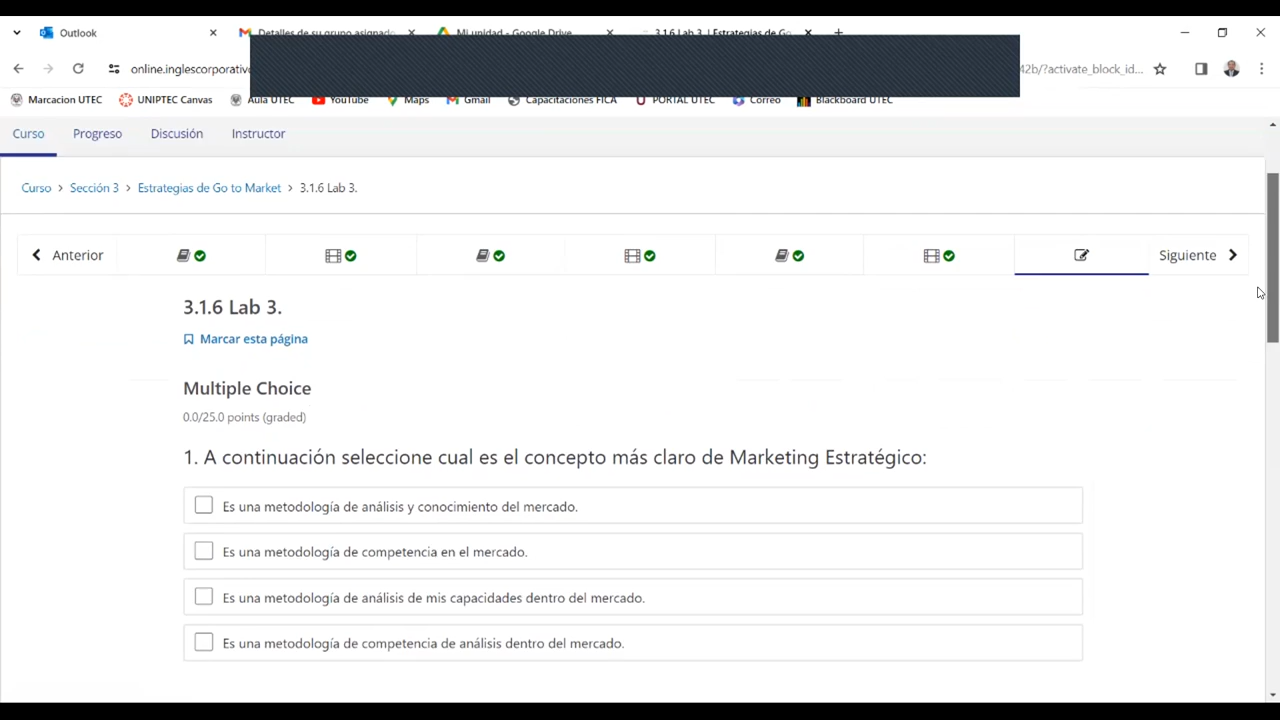 Outlook
Detalles de su grupo asignado
Mi unidad - Google Drive
3.1.6 Lab 3. | Estrategias de Go
online.inglescorporativo
42b/?activate_block_id...
Marcacion UTEC
UNIPTEC Canvas
Aula UTEC
YouTube
Maps
Gmail
Capacitaciones FICA
PORTAL UTEC
Correo
Blackboard UTEC
Curso
Progreso
Discusión
Instructor
Curso > Sección 3 > Estrategias de Go to Market > 3.1.6 Lab 3.
Anterior
Siguiente
3.1.6 Lab 3.
Marcar esta página
Multiple Choice
0.0/25.0 points (graded)
1. A continuación seleccione cual es el concepto más claro de Marketing Estratégico:
Es una metodología de análisis y conocimiento del mercado.
Es una metodología de competencia en el mercado.
Es una metodología de análisis de mis capacidades dentro del mercado.
Es una metodología de competencia de análisis dentro del mercado.